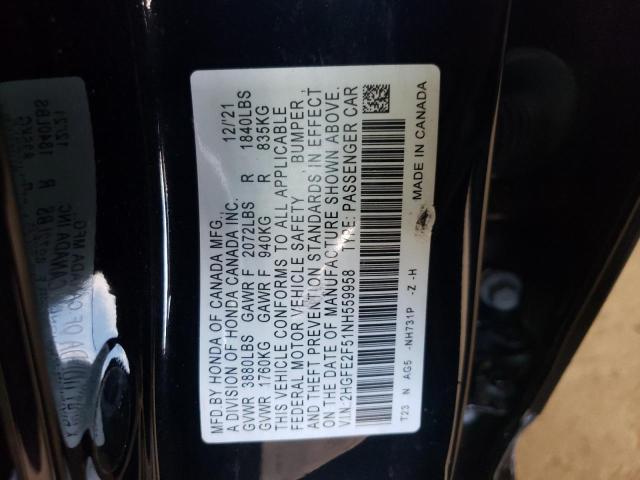 MFD.BY HONDA OF CANADA MFG., 12/'21
A DIVISION OF HONDA CANADA INC.
GVWR 3880LBS GAWR F 2072LBS R 1840LBS
GVWR 1760KG GAWR F 940KG R 835KG
THIS VEHICLE CONFORMS TO ALL APPLICABLE
FEDERAL MOTOR VEHICLE SAFETY, BUMPER,
AND THEFT PREVENTION STANDARDS IN EFFECT
ON THE DATE OF MANUFACTURE SHOWN ABOVE.
V.I.N.:2HGFE2F51NH559958 TYPE: PASSENGER CAR
T23 N AG5 -NH731P -Z -H MADE IN CANADA